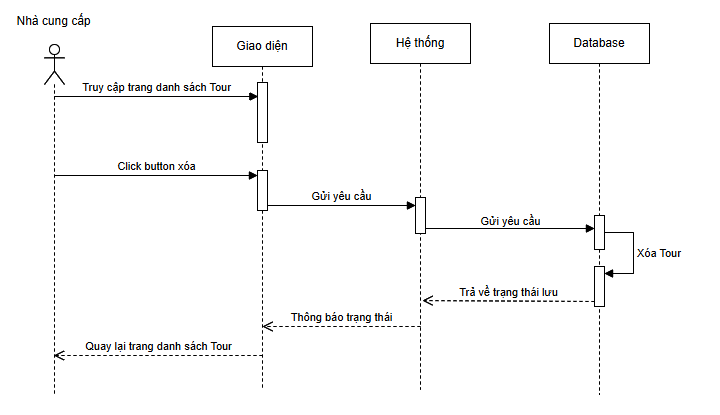 Nhà cung cấp
Giao diện
Hệ thống
Database
Truy cập trang danh sách Tour
Click button xóa
Gửi yêu cầu
Gửi yêu cầu
Xóa Tour
Trả về trạng thái lưu
Thông báo trạng thái
Quay lại trang danh sách Tour